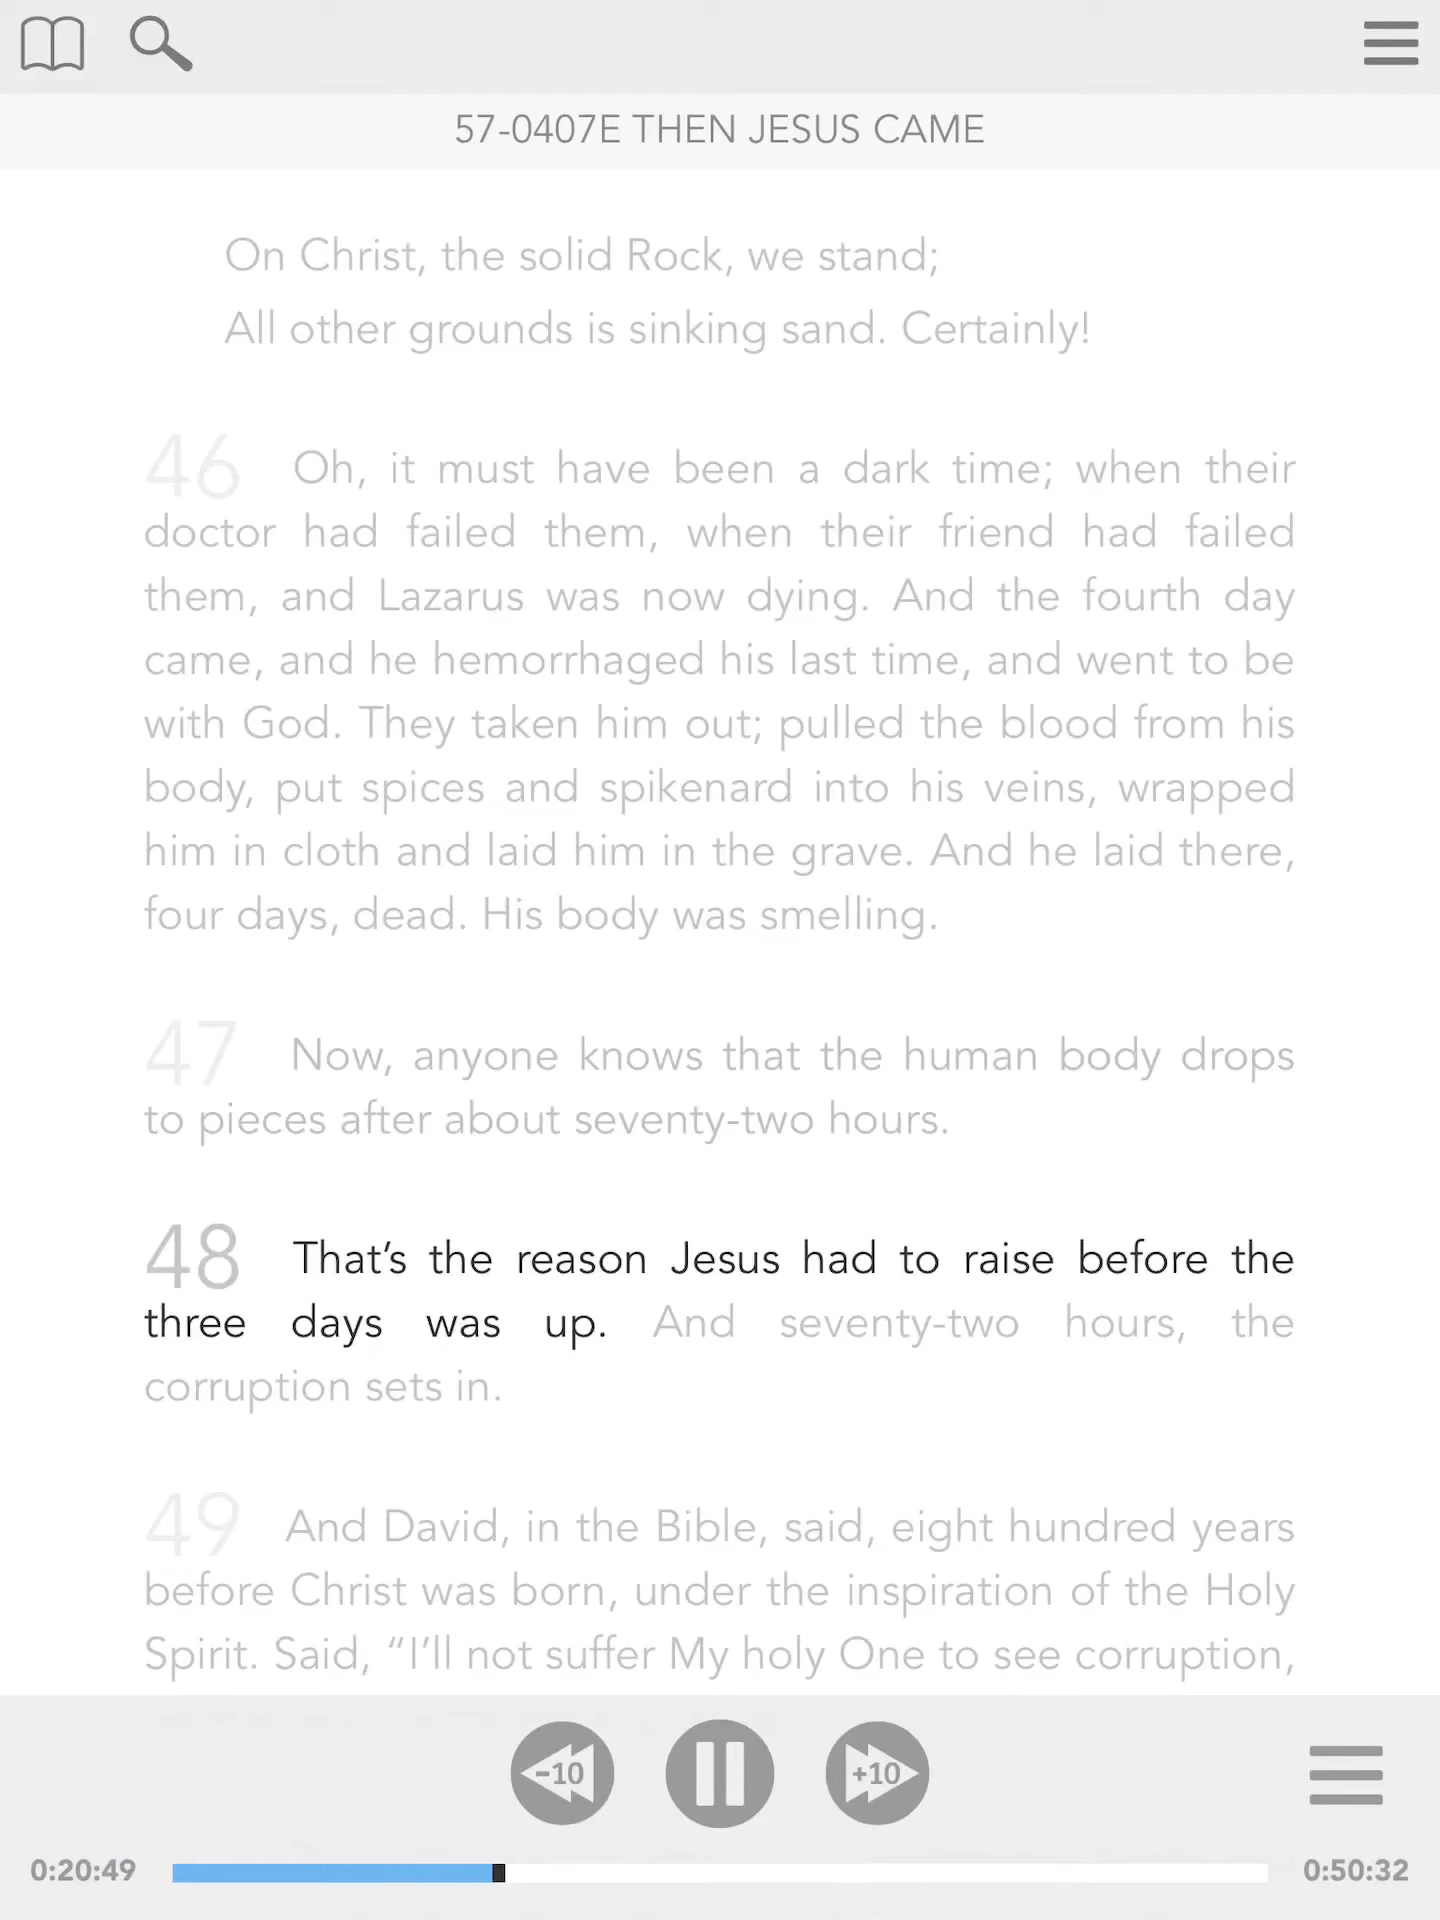 57-0407E THEN JESUS CAME
On Christ, the solid Rock, we stand;
All other grounds is sinking sand. Certainly!
46 Oh, it must have been a dark time; when their
doctor had failed them, when their friend had failed
them, and Lazarus was now dying. And the fourth day
came, and he hemorrhaged his last time, and went to be
with God. They taken him out; pulled the blood from his
body, put spices and spikenard into his veins, wrapped
him in cloth and laid him in the grave. And he laid there,
four days, dead. His body was smelling.
47 Now, anyone knows that the human body drops
to pieces after about seventy-two hours.
48 That’s the reason Jesus had to raise before the
three days was up. And seventy-two hours, the
corruption sets in.
49 And David, in the Bible, said, eight hundred years
before Christ was born, under the inspiration of the Holy
Spirit. Said, “I’ll not suffer My holy One to see corruption,
-10 +10
0:20:49 0:50:32